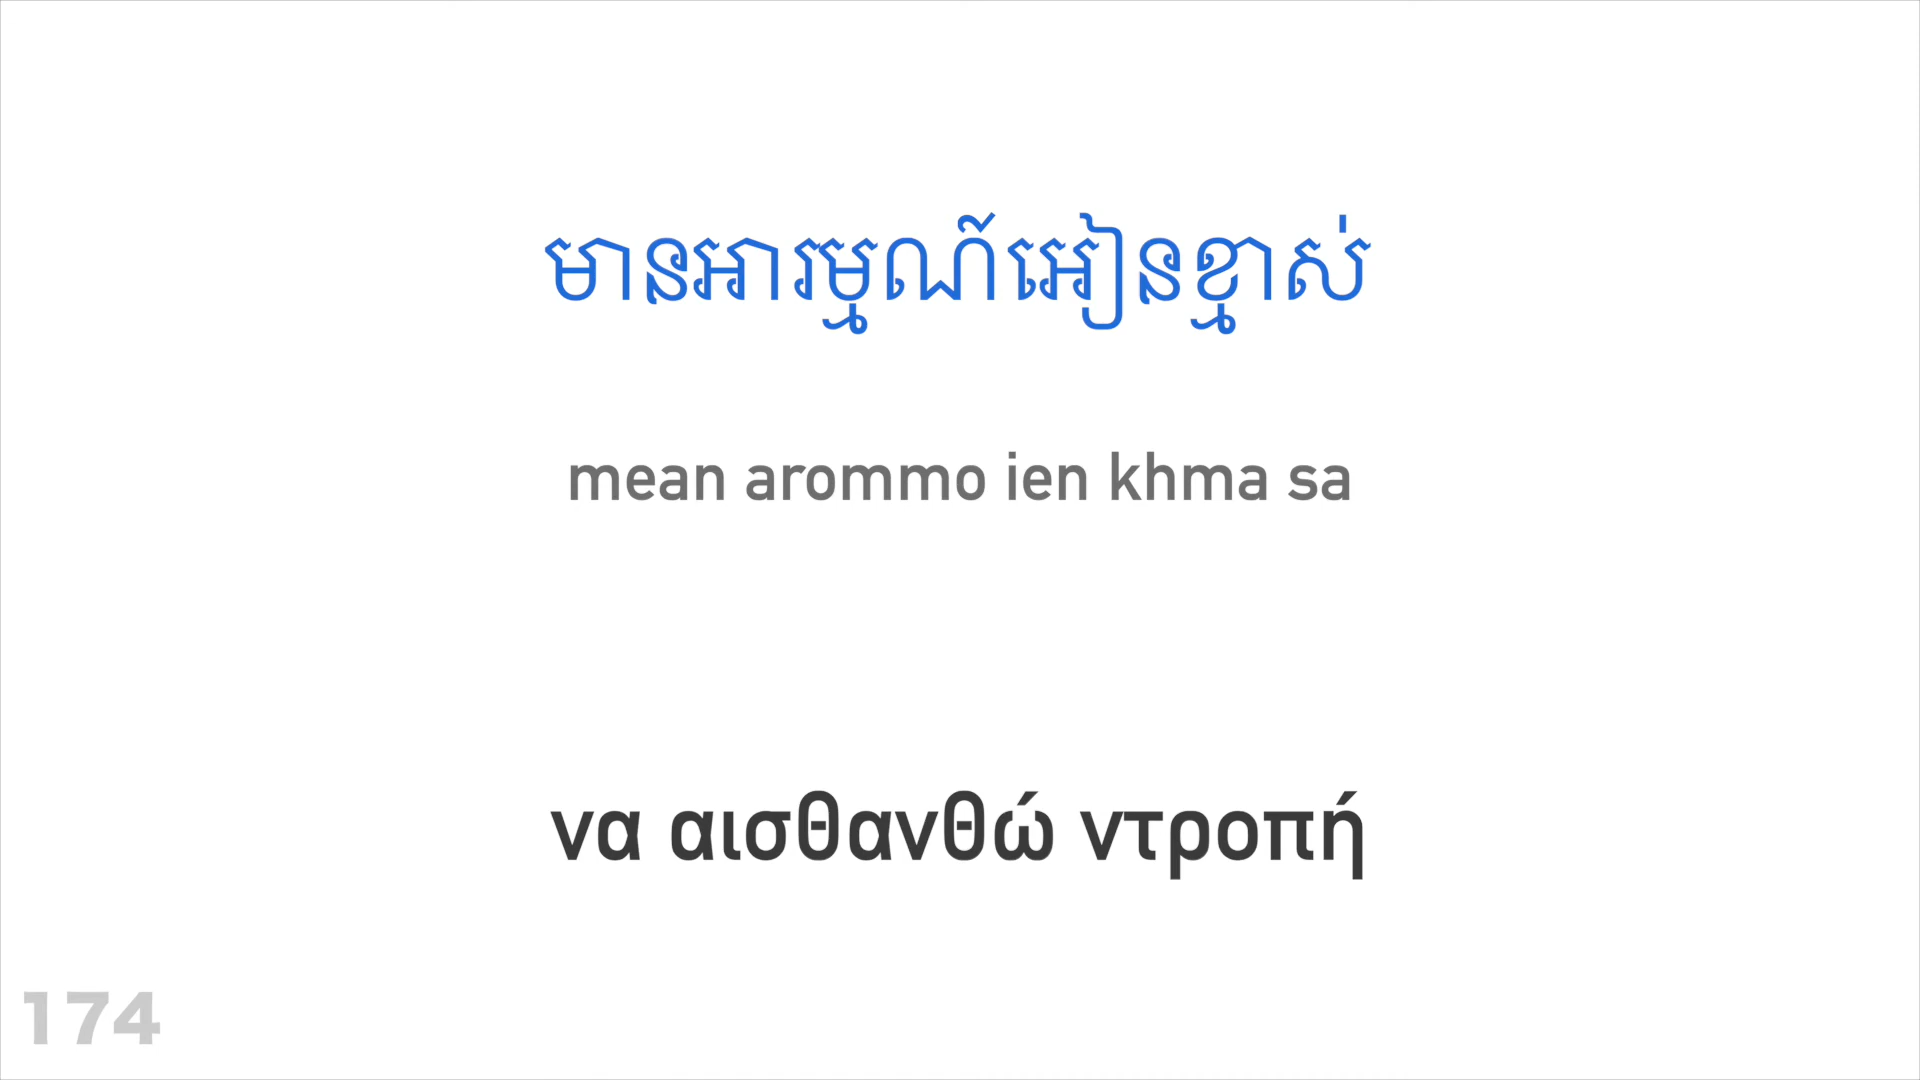 មានអារម្មណ៍អៀនខ្មាស់
mean arommo ien khma sa
να αισθανθώ ντροπή
174